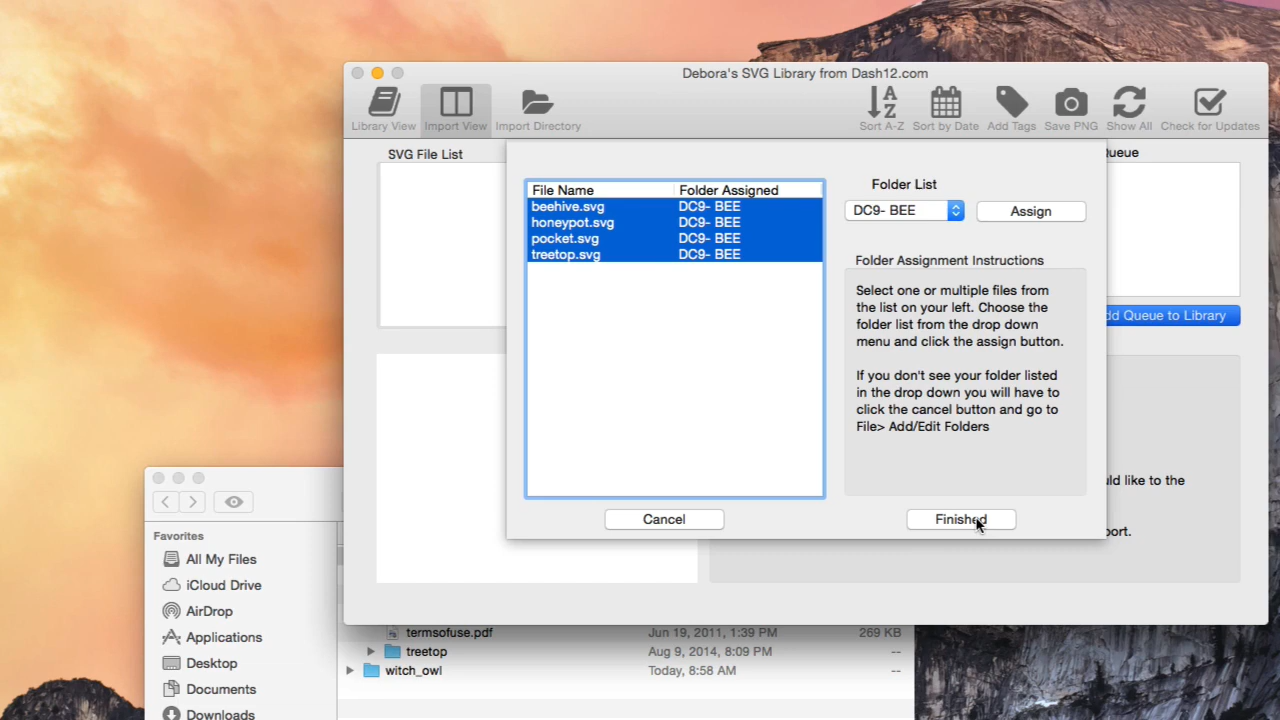 Debora's SVG Library from Dash12.com
Library View
Import View
Import Directory
Sort A-Z
Sort by Date
Add Tags
Save PNG
Show All
Check for Updates
SVG File List
ueue
File Name
Folder Assigned
beehive.svg
DC9- BEE
honeypot.svg
DC9- BEE
pocket.svg
DC9- BEE
treetop.svg
DC9- BEE
Folder List
DC9- BEE
Assign
Folder Assignment Instructions
Select one or multiple files from
the list on your left. Choose the
folder list from the drop down
menu and click the assign button.
If you don't see your folder listed
in the drop down you will have to
click the cancel button and go to
File> Add/Edit Folders
dd Queue to Library
uld like to the
port.
Cancel
Finished
Favorites
All My Files
iCloud Drive
AirDrop
Applications
Desktop
Documents
Downloads
termsofuse.pdf
Jun 19, 2011, 1:39 PM
269 KB
treetop
Aug 9, 2014, 8:09 PM
--
witch_owl
Today, 8:58 AM
--